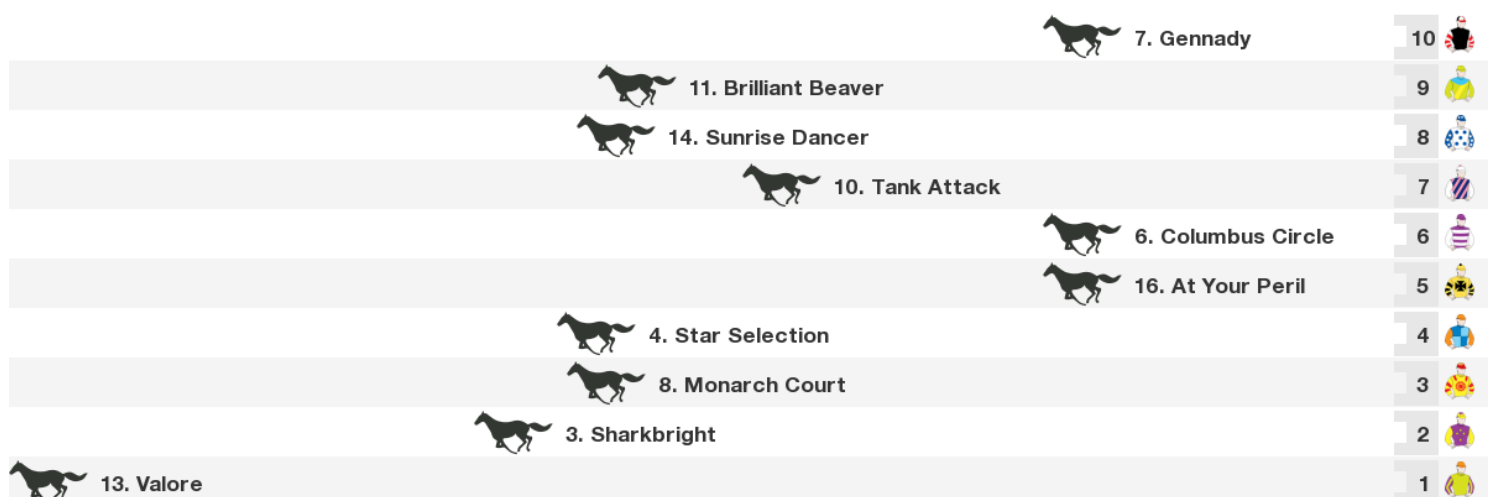 7. Gennady 10
11. Brilliant Beaver 9
14. Sunrise Dancer 8
10. Tank Attack 7
6. Columbus Circle 6
16. At Your Peril 5
4. Star Selection 4
8. Monarch Court 3
3. Sharkbright 2
13. Valore 1